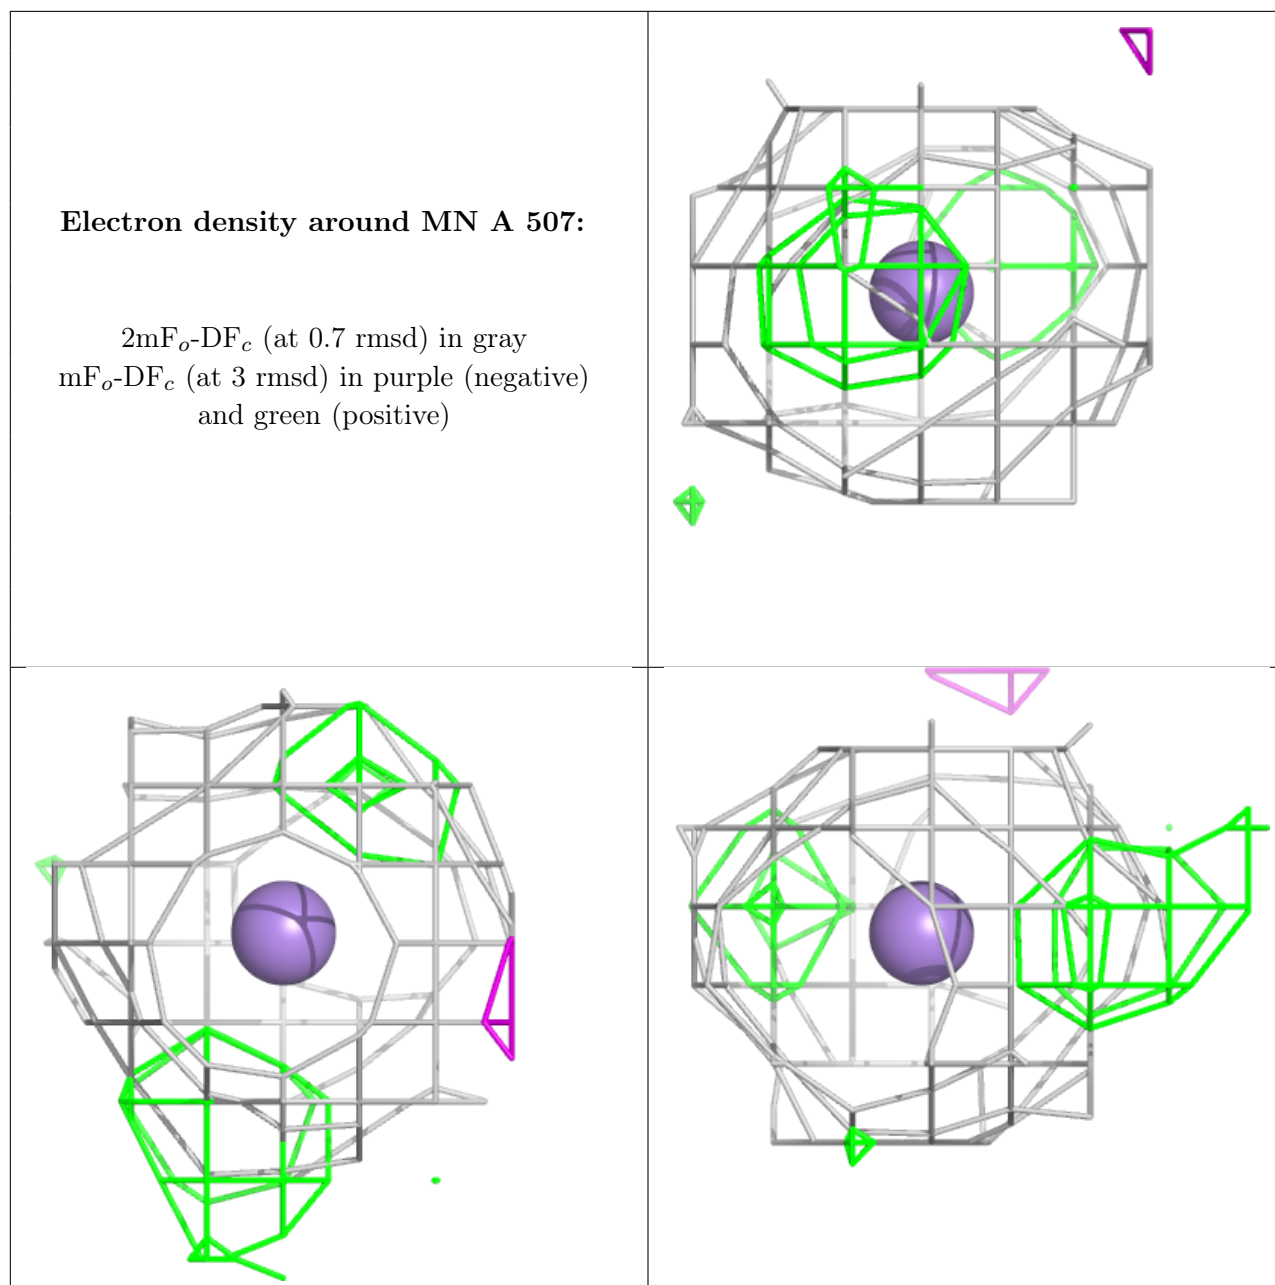 Electron density around MN A 507:
2mFo-DFc (at 0.7 rmsd) in gray
mFo-DFc (at 3 rmsd) in purple (negative)
and green (positive)